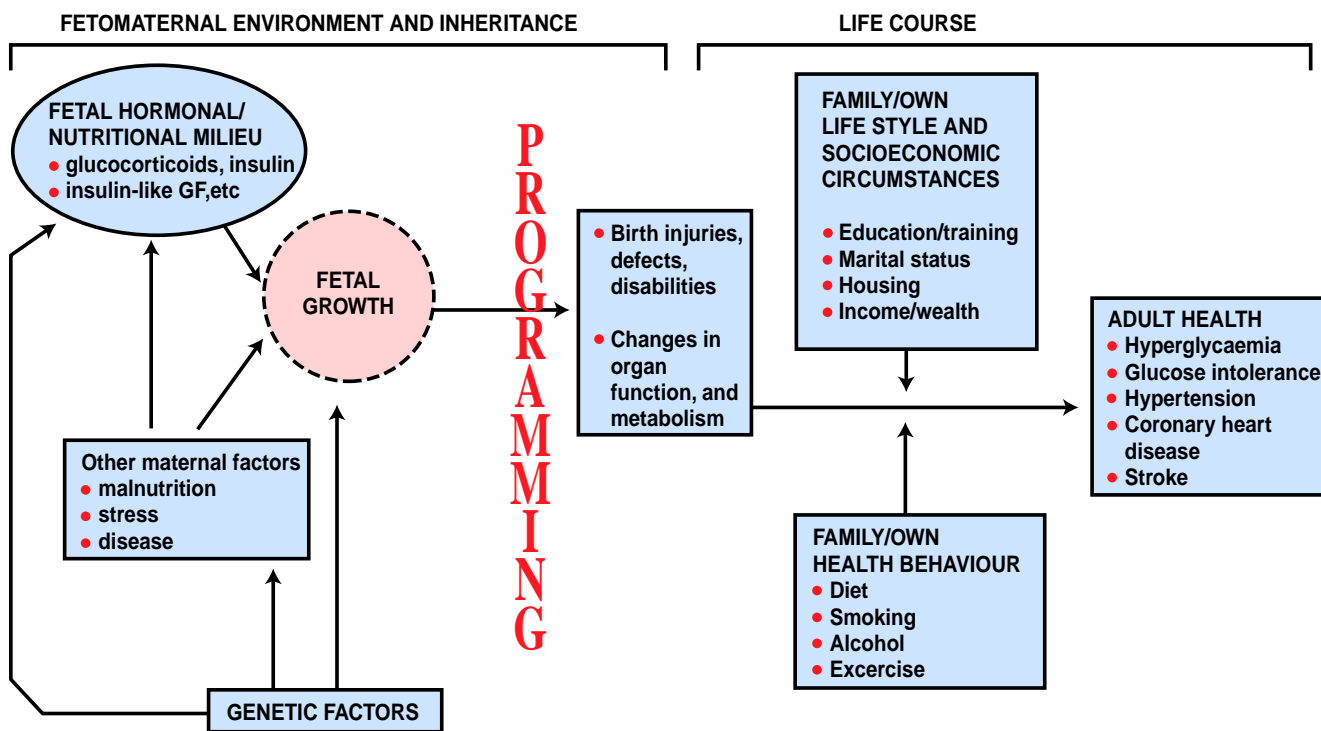 FETOMATERNAL ENVIRONMENT AND INHERITANCE
LIFE COURSE
FETAL HORMONAL/
NUTRITIONAL MILIEU
• glucocorticoids, insulin
• insulin-like GF,etc
FETAL
GROWTH
Other maternal factors
• malnutrition
• stress
• disease
GENETIC FACTORS
PROGRAMMING
• Birth injuries,
defects,
disabilities
• Changes in
organ
function, and
metabolism
FAMILY/OWN
LIFE STYLE AND
SOCIOECONOMIC
CIRCUMSTANCES
• Education/training
• Marital status
• Housing
• Income/wealth
FAMILY/OWN
HEALTH BEHAVIOUR
• Diet
• Smoking
• Alcohol
• Excercise
ADULT HEALTH
• Hyperglycaemia
• Glucose intolerance
• Hypertension
• Coronary heart
disease
• Stroke